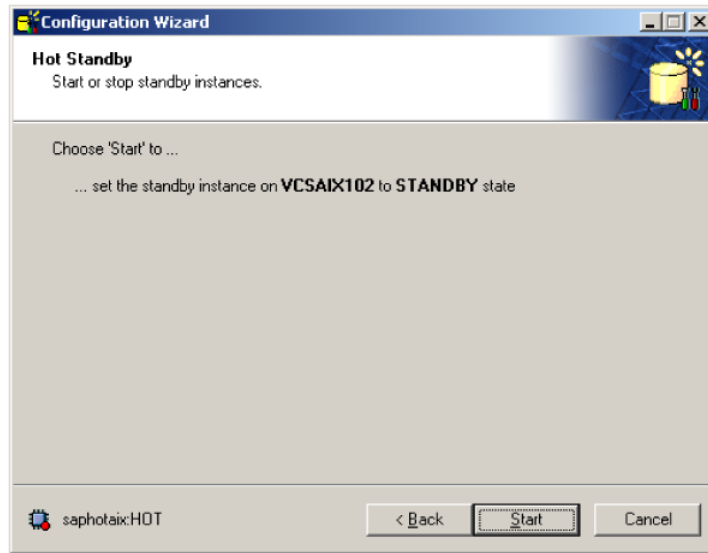 Configuration Wizard
Hot Standby
Start or stop standby instances.
Choose 'Start' to ...
... set the standby instance on VCSAIX102 to STANDBY state
saphotaix:HOT
< Back
Start
Cancel